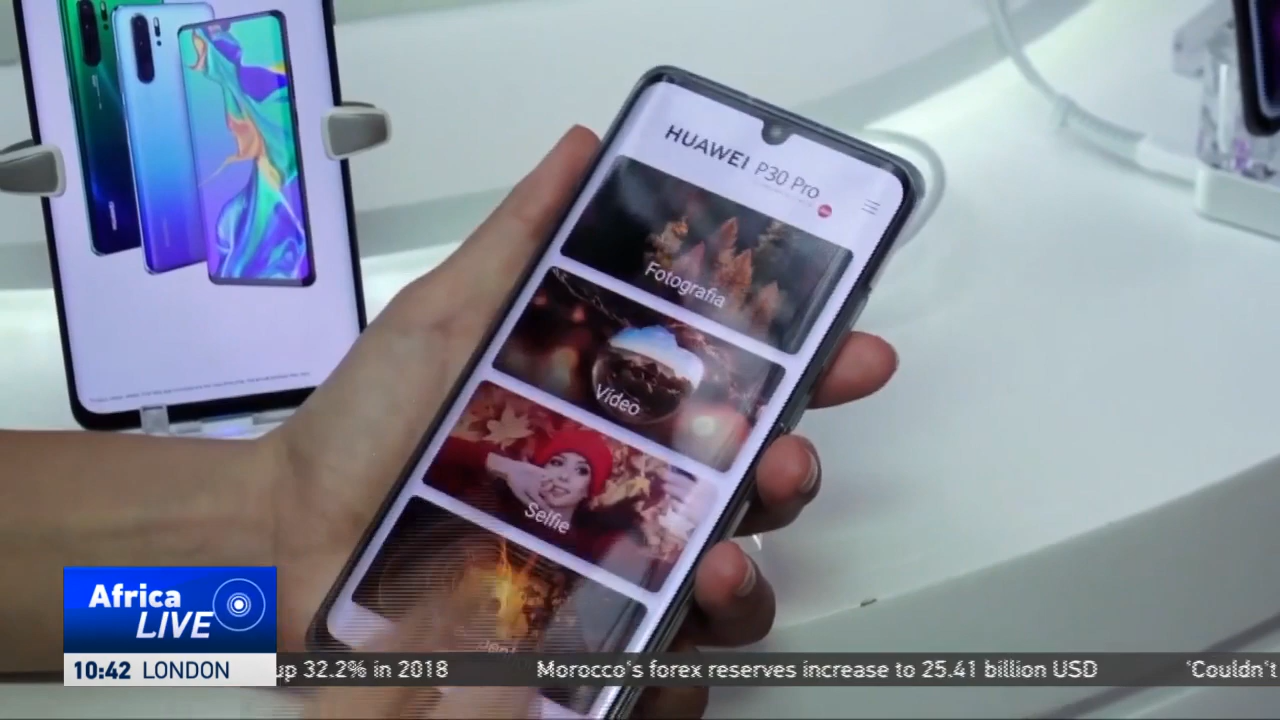 HUAWEI P30 Pro
Fotografia
Vídeo
Selfie
Africa
LIVE
10:42 LONDON
up 32.2% in 2018
Morocco's forex reserves increase to 25.41 billion USD
'Couldn't